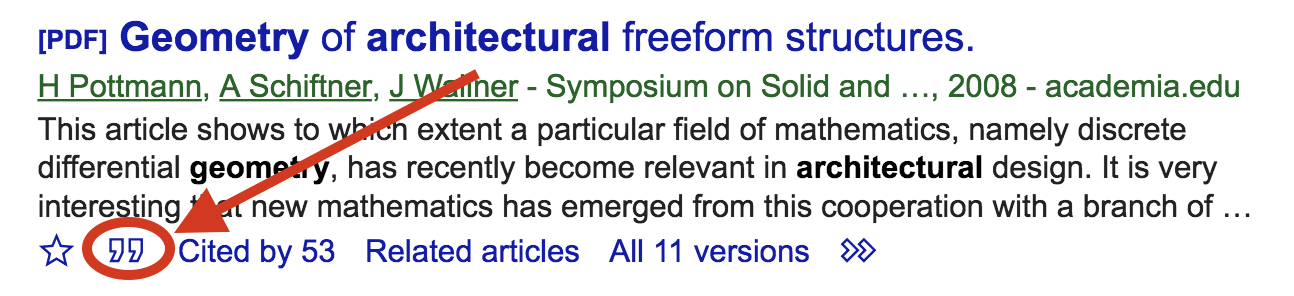 [PDF] Geometry of architectural freeform structures.
H Pottmann, A Schiftner, J Wallner - Symposium on Solid and …, 2008 - academia.edu
This article shows to which extent a particular field of mathematics, namely discrete
differential geometry, has recently become relevant in architectural design. It is very
interesting that new mathematics has emerged from this cooperation with a branch of …
Cited by 53 Related articles All 11 versions